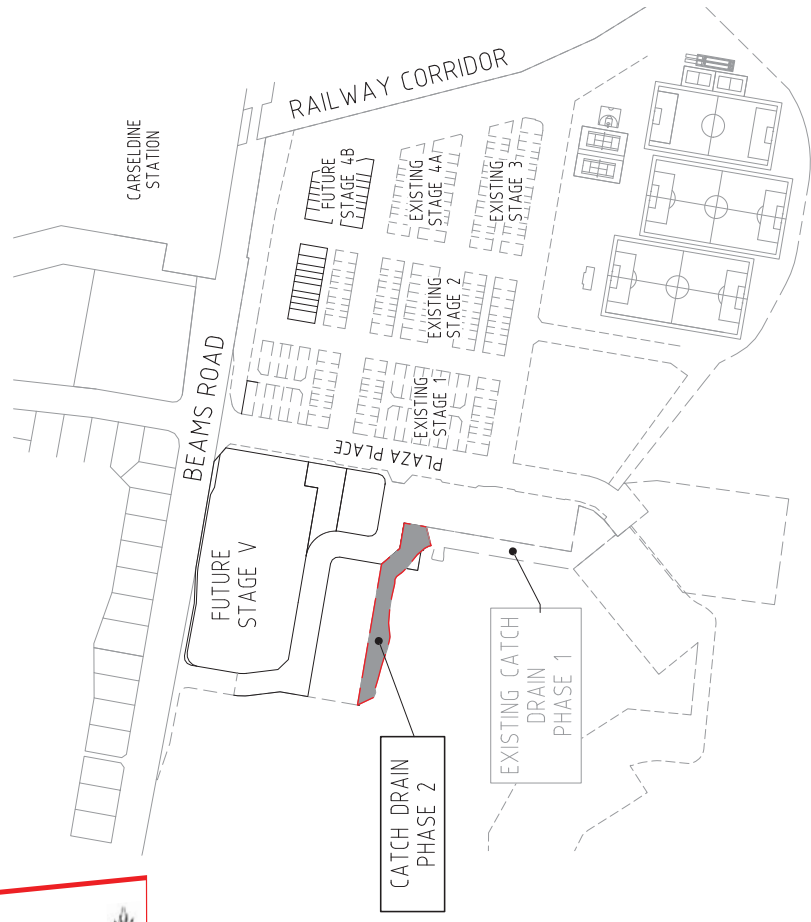 CARSELDINE
STATION
RAILWAY CORRIDOR
FUTURE
STAGE 4B
EXISTING
STAGE 4A
EXISTING
STAGE 3
EXISTING
STAGE 2
EXISTING
STAGE 1
BEAMS ROAD
PLAZA PLACE
FUTURE
STAGE V
CATCH DRAIN
PHASE 2
EXISTING CATCH
DRAIN
PHASE 1